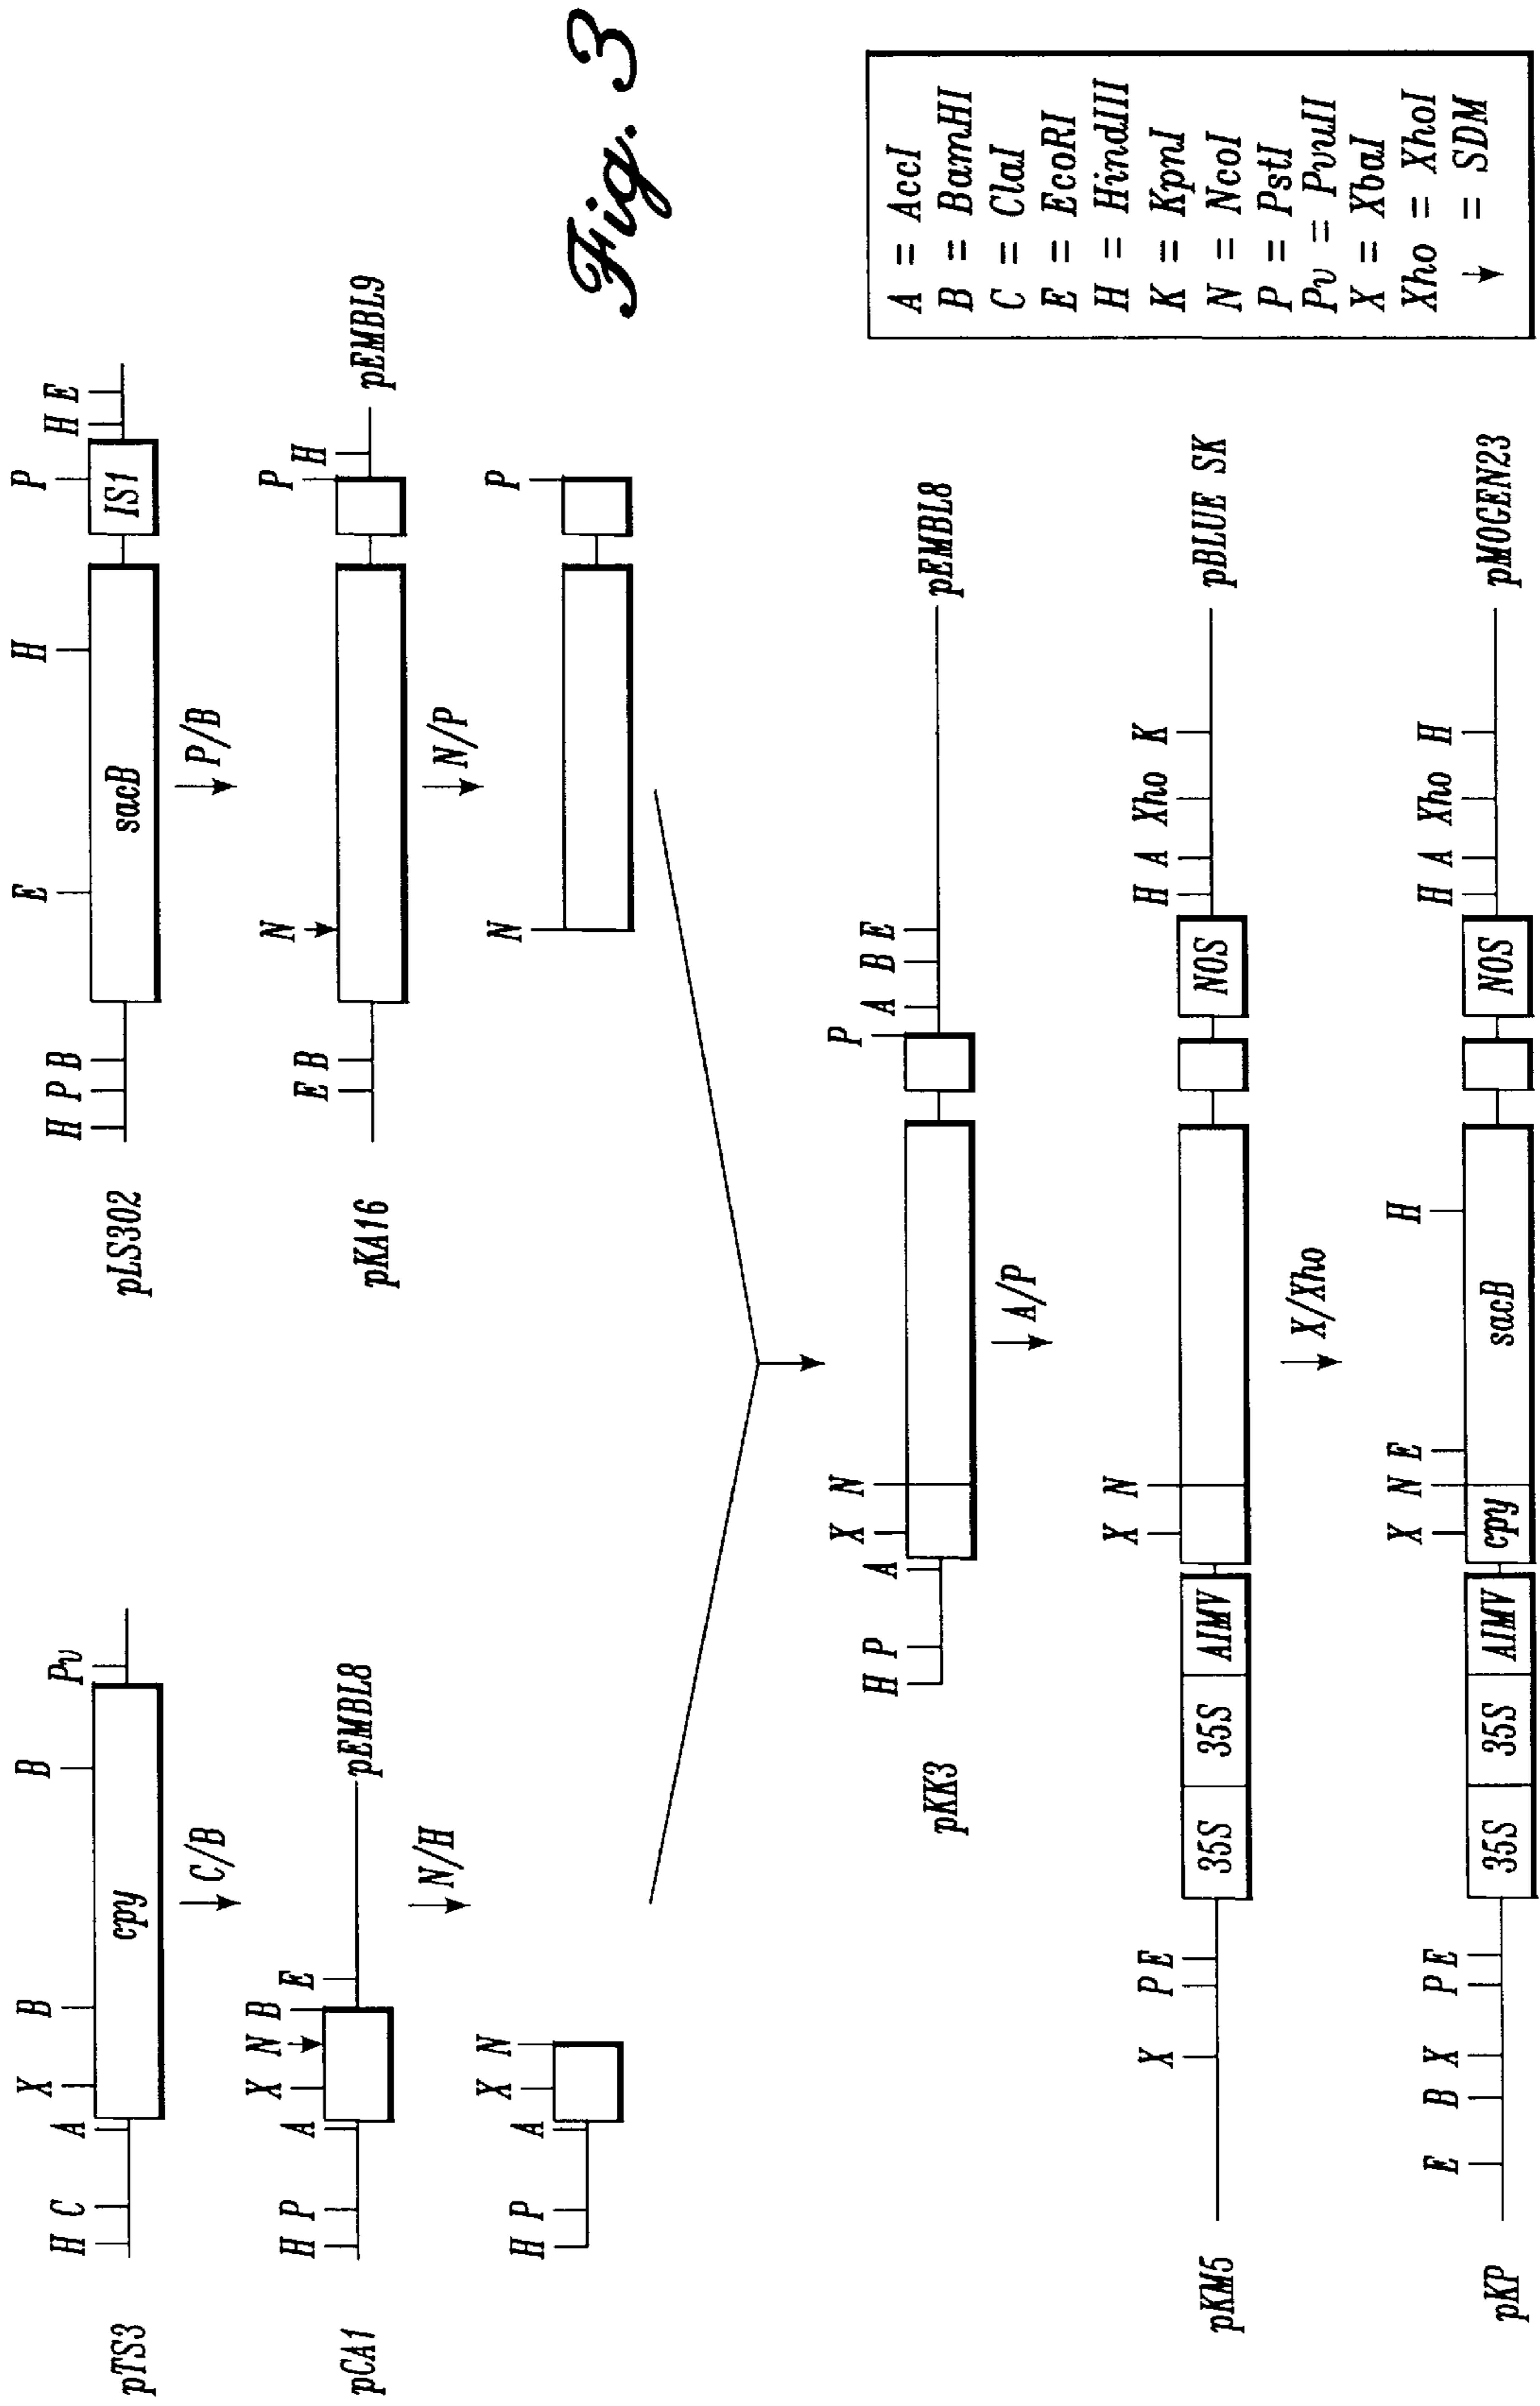 Fig. 3
pTS3
H C A X B B Pv
cpy
C/B
pCA1
H P A X N B E
pEMBL8
N/H
H P A X N
pLS302
H P B E H P H E
sacB
IS1
P/B
pKA16
E B N P H
pEMBL9
N/P
N P
pKK3
H P A X N P A B E
pEMBL8
A/P
pKM5
X P E X N H A Xho K
35S 35S AIMV NOS
pBLUE SK
X/Xho
pKP
E B X P E X N E H H A Xho H
35S 35S AIMV cpy sacB NOS
pMOGEN23
A = AccI
B = BamHI
C = ClaI
E = EcoRI
H = HindIII
K = KpnI
N = NcoI
P = PstI
Pv = PvuII
X = XbaI
Xho = XhoI
↓ = SDM